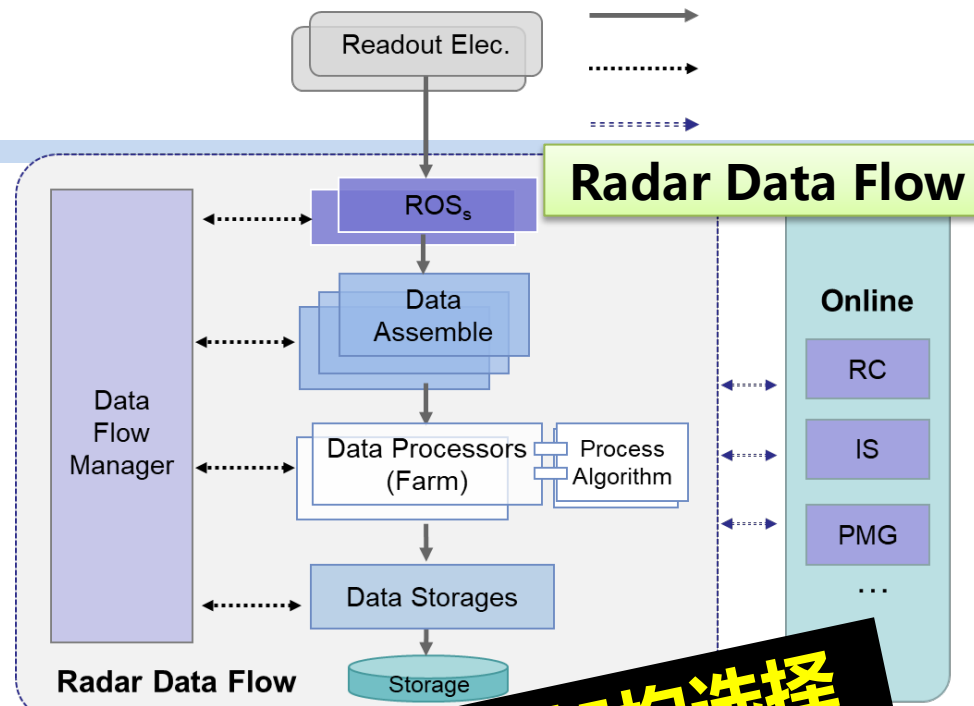 Readout Elec.
Radar Data Flow
ROSs
Data
Assemble
Online
RC
Data
Flow
Manager
Data Processors
(Farm)
Process
Algorithm
IS
PMG
...
Data Storages
Radar Data Flow
Storage
构选择